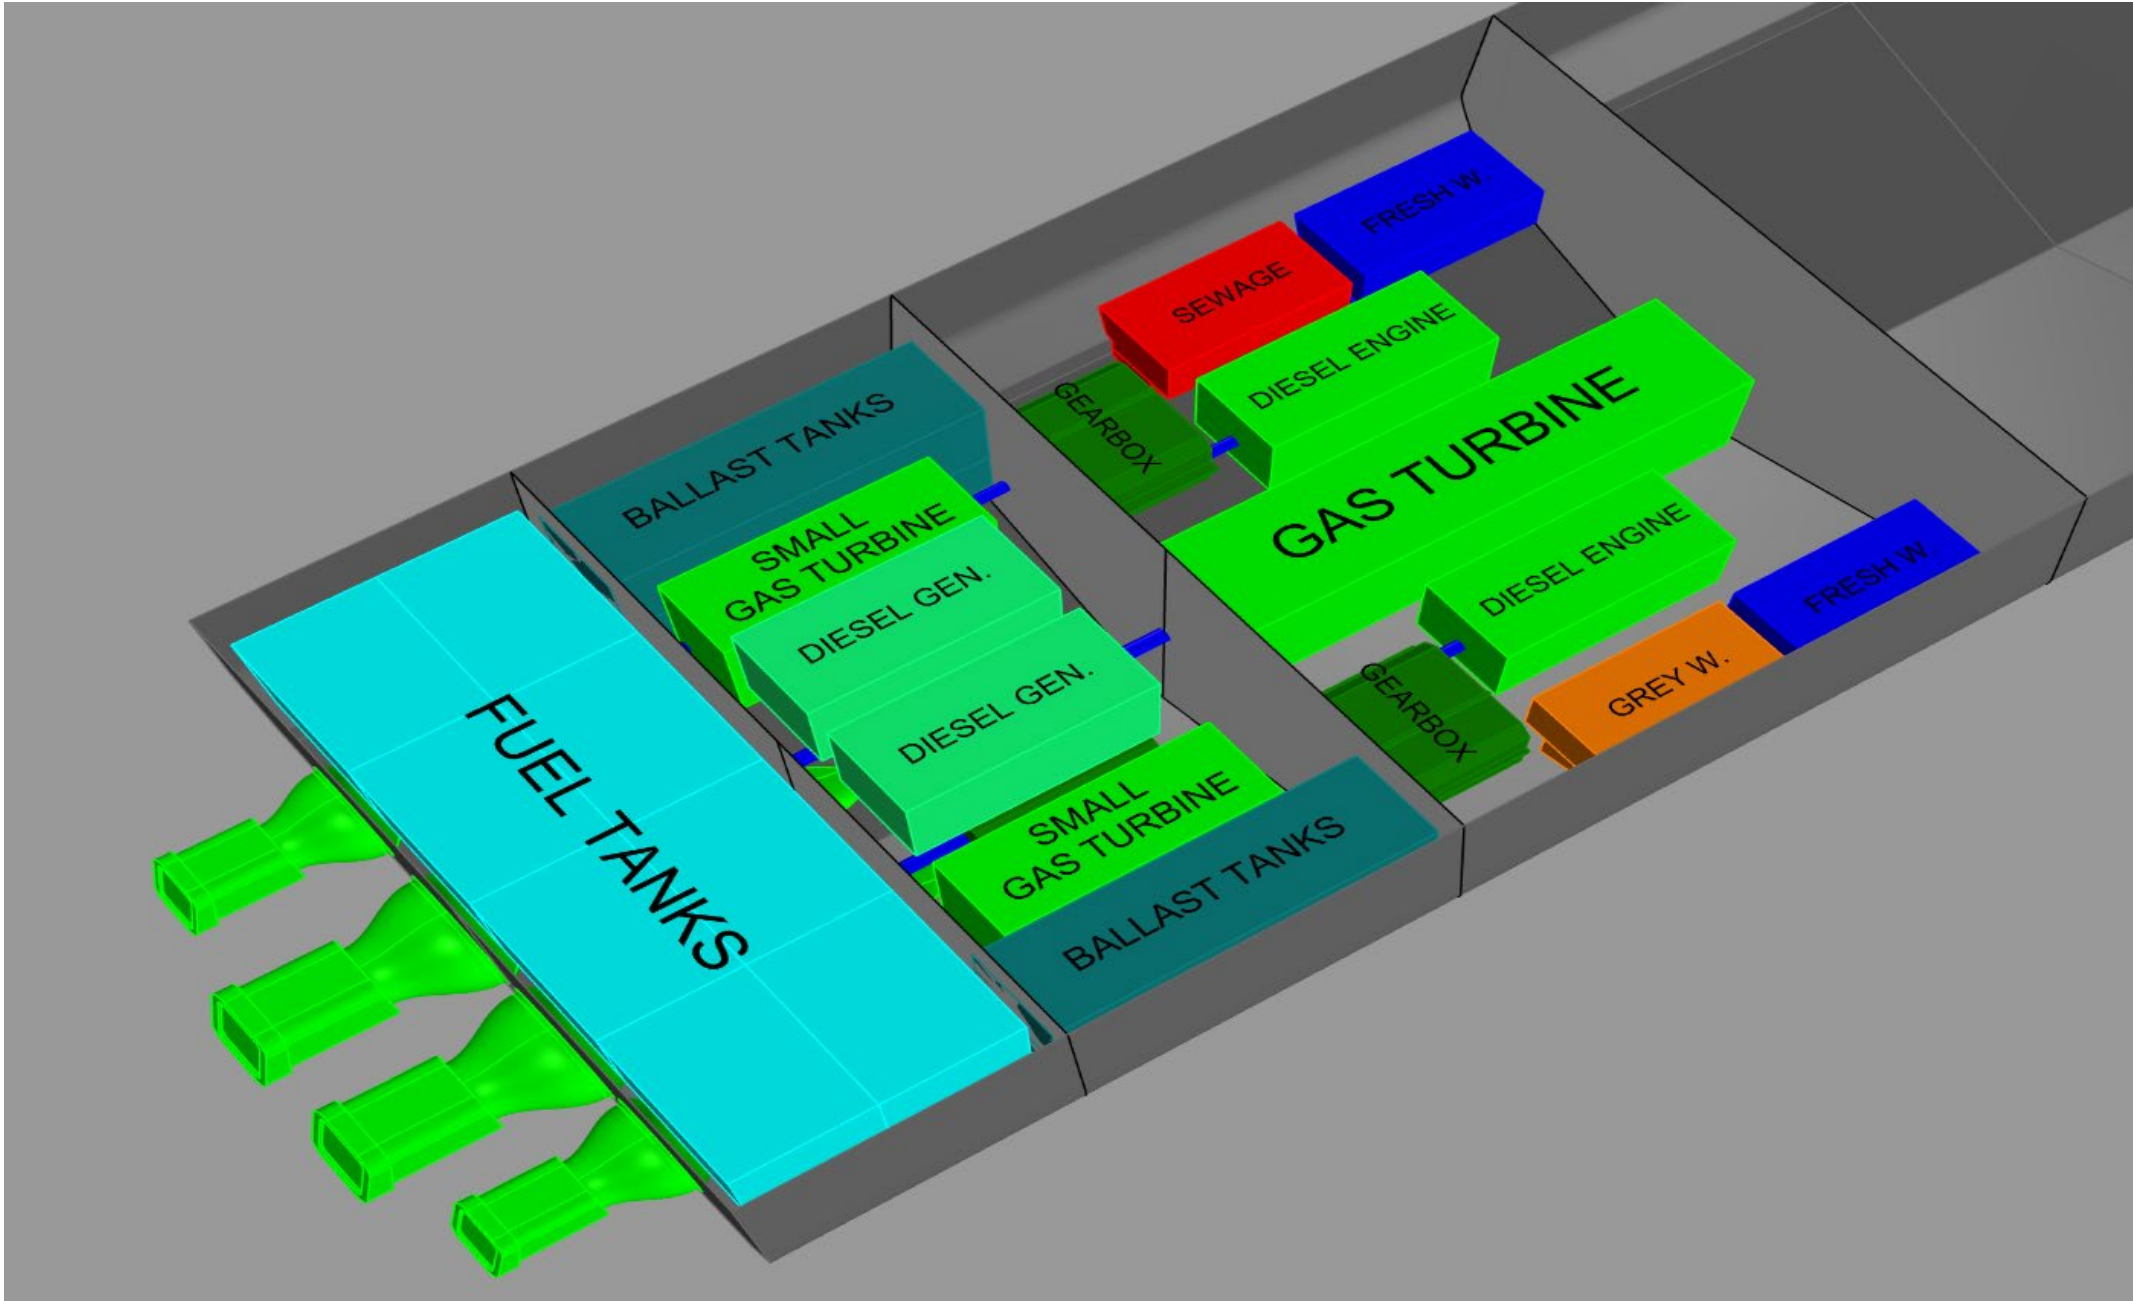 FRESH W.
SEWAGE
DIESEL ENGINE
GEARBOX
GAS TURBINE
BALLAST TANKS
SMALL
GAS TURBINE
DIESEL GEN.
DIESEL GEN.
DIESEL ENGINE
FRESH W.
GREY W.
GEARBOX
SMALL
GAS TURBINE
BALLAST TANKS
FUEL TANKS